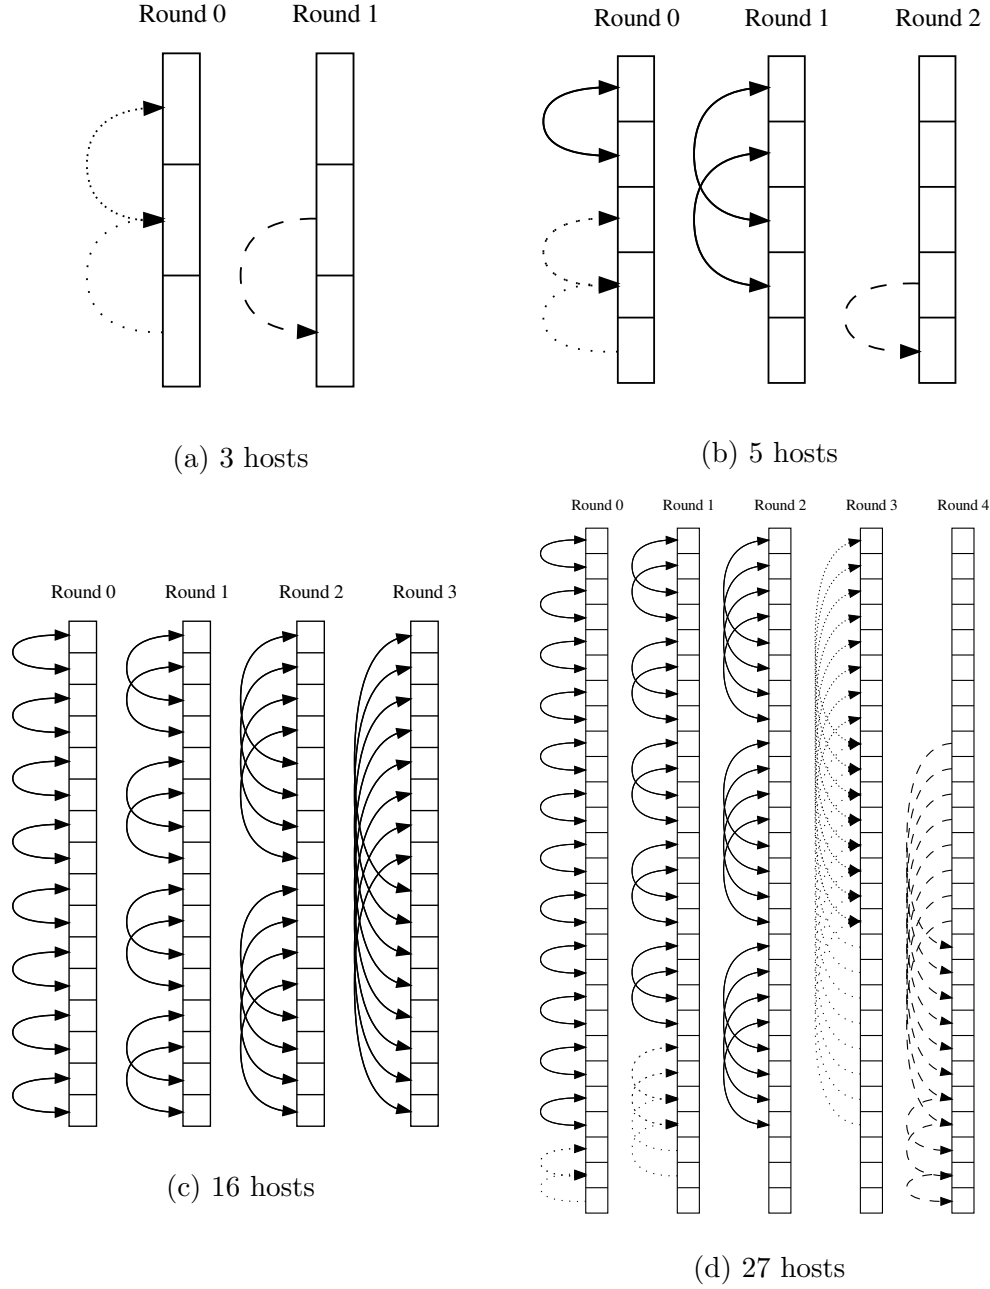 Round 0 Round 1
(a) 3 hosts
Round 0 Round 1 Round 2
(b) 5 hosts
Round 0 Round 1 Round 2 Round 3
(c) 16 hosts
Round 0 Round 1 Round 2 Round 3 Round 4
(d) 27 hosts